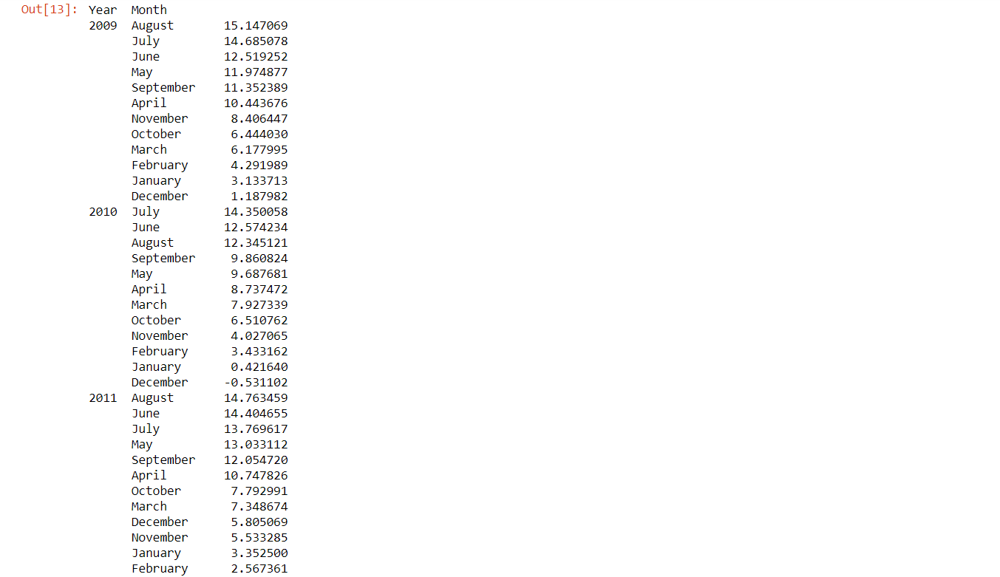 Out[13]: Year Month
2009 August 15.147069
July 14.685078
June 12.519252
May 11.974877
September 11.352389
April 10.443676
November 8.406447
October 6.444030
March 6.177995
February 4.291989
January 3.133713
December 1.187982
2010 July 14.350058
June 12.574234
August 12.345121
September 9.860824
May 9.687681
April 8.737472
March 7.927339
October 6.510762
November 4.027065
February 3.433162
January 0.421640
December -0.531102
2011 August 14.763459
June 14.404655
July 13.769617
May 13.033112
September 12.054720
April 10.747826
October 7.792991
March 7.348674
December 5.805069
November 5.533285
January 3.352500
February 2.567361